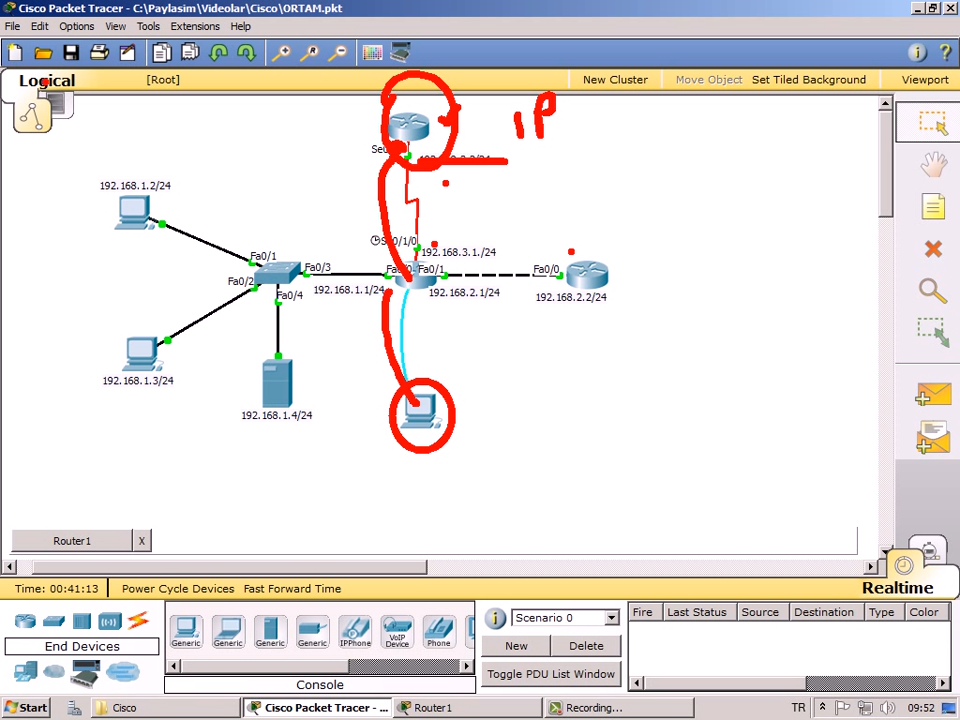 Cisco Packet Tracer - C:\Paylasim\Videolar\Cisco\ORTAM.pkt
File Edit Options View Tools Extensions Help
Logical [Root] New Cluster Move Object Set Tiled Background Viewport
IP
192.168.1.2/24
Fa0/1
Fa0/2
Fa0/3
Fa0/4
192.168.1.1/24
Se0/1/0
192.168.3.1./24
Fa0/1
192.168.2.1/24
Fa0/0
192.168.2.2/24
192.168.1.3/24
192.168.1.4/24
Router1 X
Time: 00:41:13 Power Cycle Devices Fast Forward Time Realtime
End Devices
Generic Generic Generic Generic IPPhone VoIP Device Phone
Console
Scenario 0
New Delete
Toggle PDU List Window
Fire Last Status Source Destination Type Color
Start Cisco Cisco Packet Tracer - ... Router1 Recording... TR 09:52